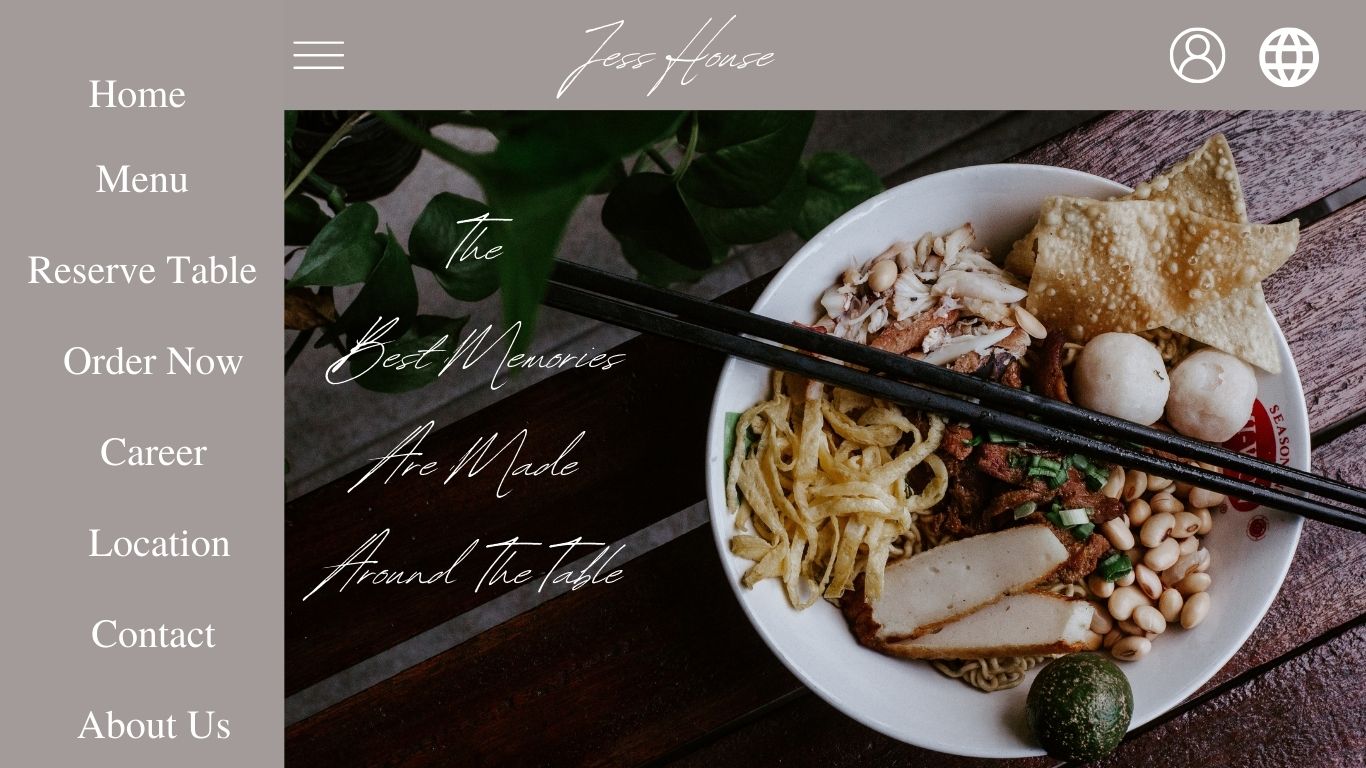 Jess House
Home
Menu
Reserve Table
Order Now
Career
Location
Contact
About Us
The
Best Memories
Are Made
Around The Table
SEASON